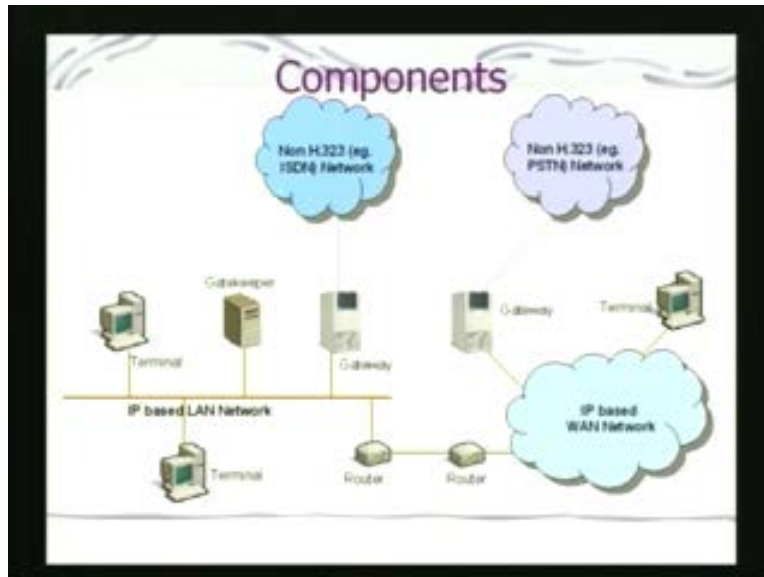 Components
Non H.323 (eg.
ISDN) Network
Non H.323 (eg.
PSTN) Network
Gatekeeper
Terminal
Gateway
Gateway
Terminal
IP based LAN Network
IP based
WAN Network
Terminal
Router
Router